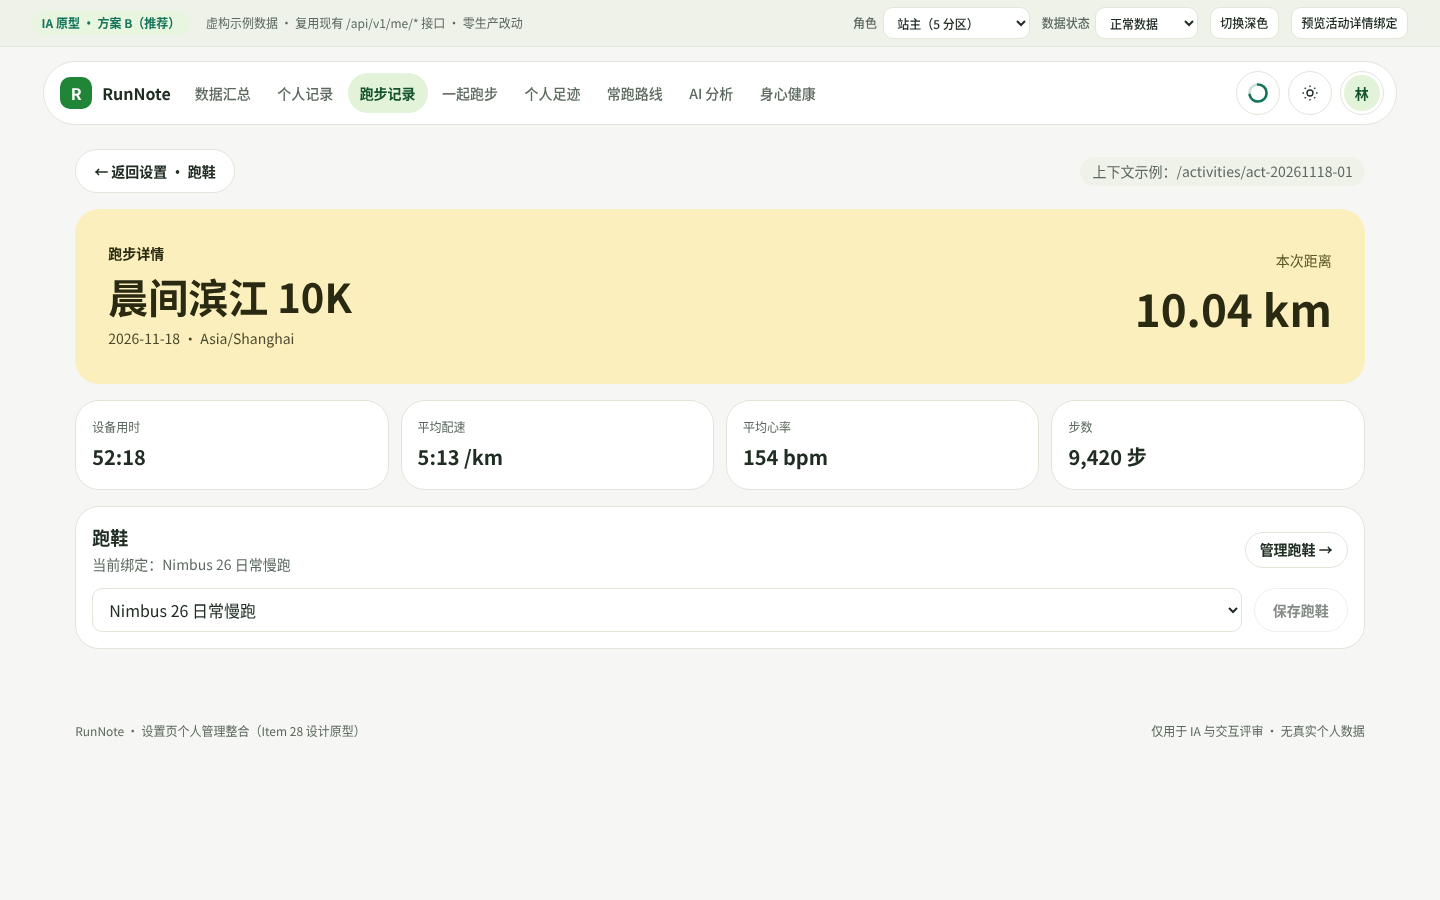 IA 原型 · 方案 B（推荐） 虚构示例数据 · 复用现有 /api/v1/me/* 接口 · 零生产改动 角色 站主（5 分区） 数据状态 正常数据 切换深色 预览活动详情绑定
R RunNote 数据汇总 个人记录 跑步记录 一起跑步 个人足迹 常跑路线 AI 分析 身心健康 林
← 返回设置 · 跑鞋 上下文示例：/activities/act-20261118-01
跑步详情
晨间滨江 10K
2026-11-18 · Asia/Shanghai
本次距离
10.04 km
设备用时
52:18
平均配速
5:13 /km
平均心率
154 bpm
步数
9,420 步
跑鞋
当前绑定：Nimbus 26 日常慢跑
管理跑鞋 →
Nimbus 26 日常慢跑 保存跑鞋
RunNote · 设置页个人管理整合（Item 28 设计原型） 仅用于 IA 与交互评审 · 无真实个人数据